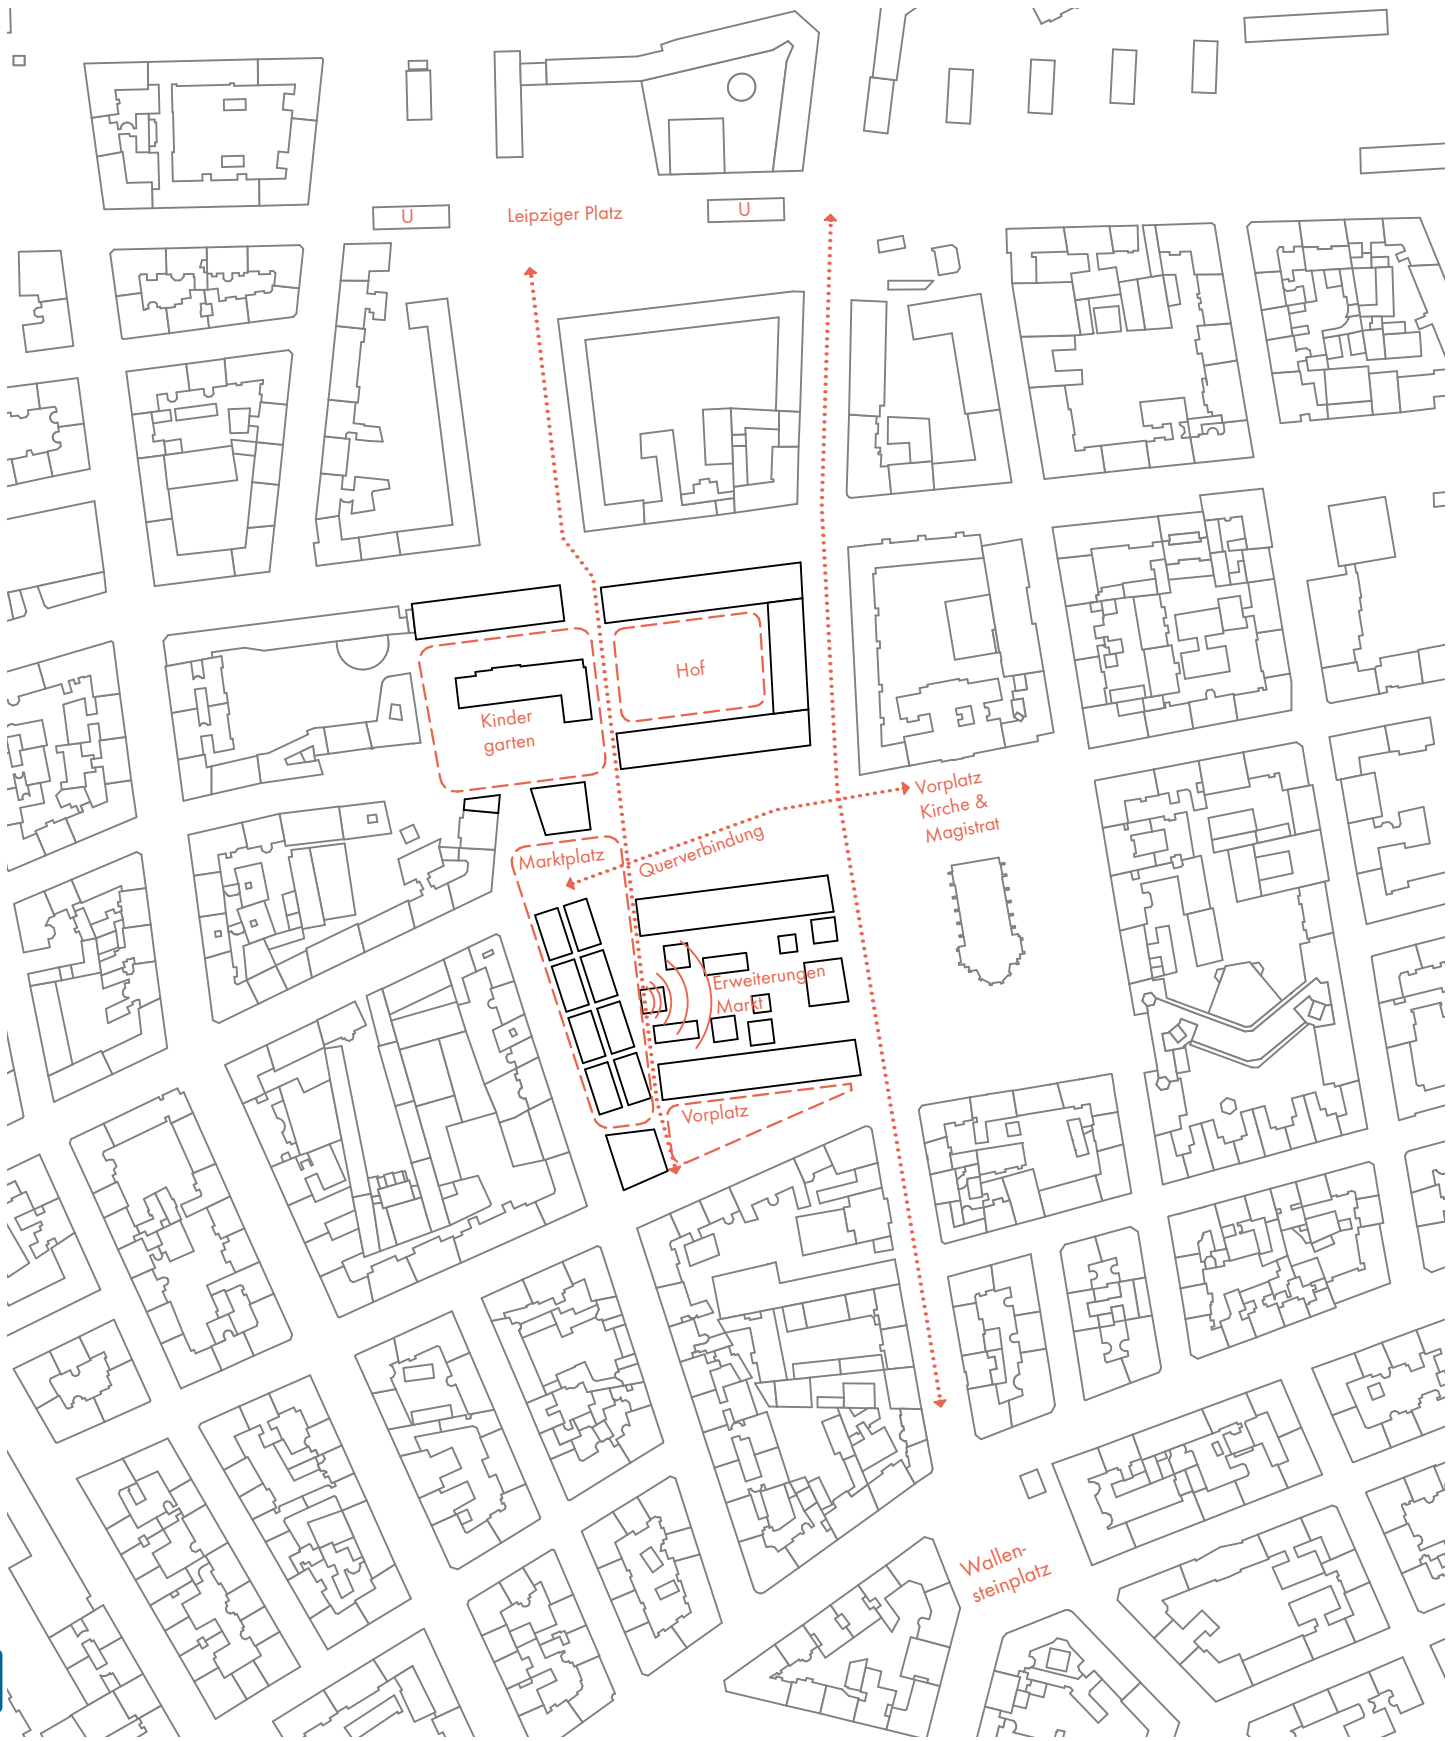 U
Leipziger Platz
U
Hof
Kinder
garten
Vorplatz
Kirche &
Magistrat
Querverbindung
Marktplatz
Erweiterungen
Markt
Vorplatz
Wallen-
steinplatz